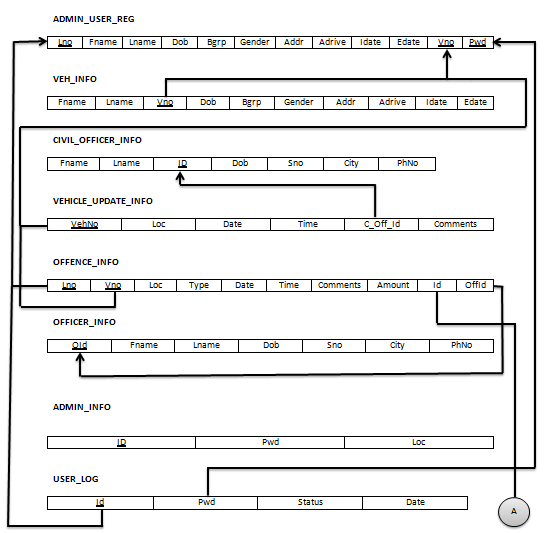 ADMIN_USER_REG
Lno Fname Lname Dob Bgrp Gender Addr Adrive Idate Edate Vno Pwd
VEH_INFO
Fname Lname Vno Dob Bgrp Gender Addr Adrive Idate Edate
CIVIL_OFFICER_INFO
Fname Lname ID Dob Sno City PhNo
VEHICLE_UPDATE_INFO
VehNo Loc Date Time C_Off_Id Comments
OFFENCE_INFO
Lno Vno Loc Type Date Time Comments Amount Id OffId
OFFICER_INFO
OId Fname Lname Dob Sno City PhNo
ADMIN_INFO
ID Pwd Loc
USER_LOG
Id Pwd Status Date
A